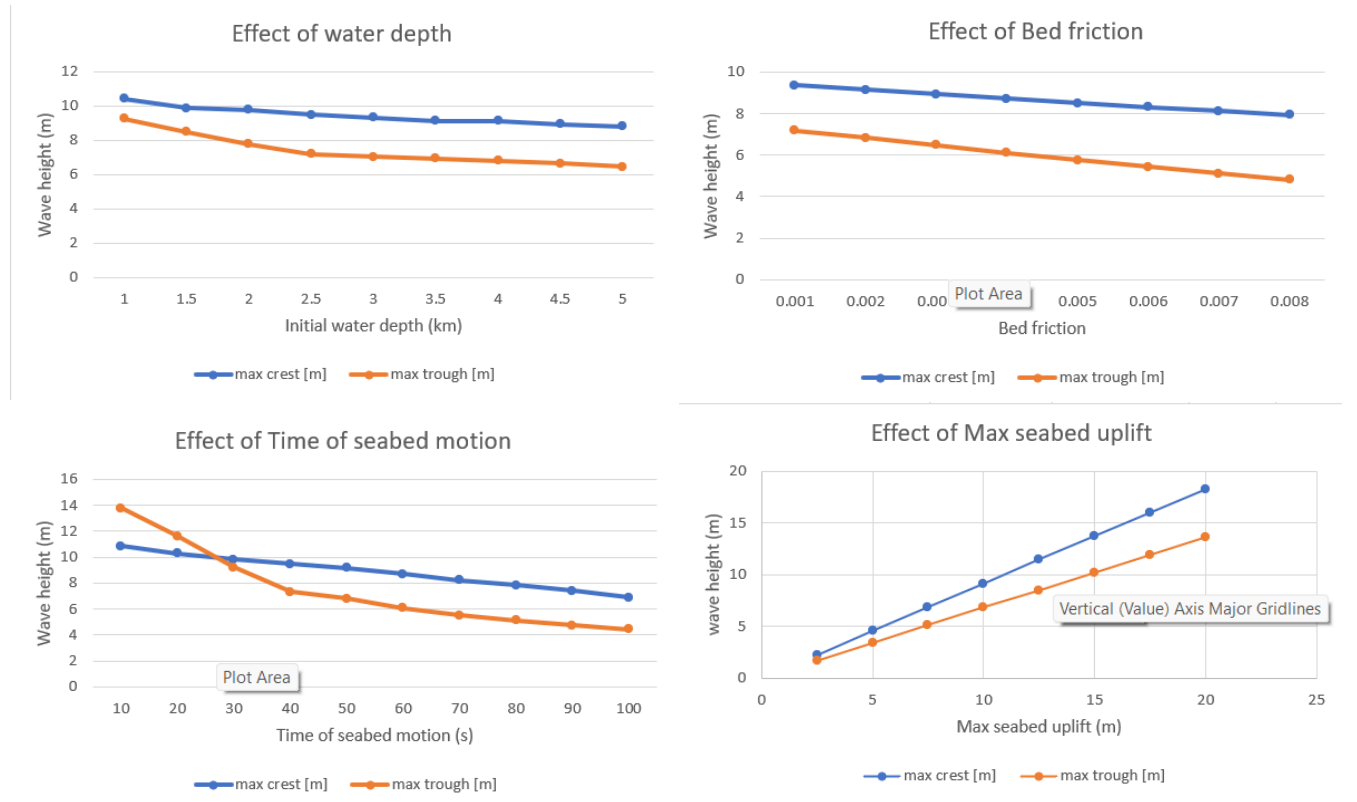 Effect of water depth
Wave height (m)
12
10
8
6
4
2
0
1 1.5 2 2.5 3 3.5 4 4.5 5
Initial water depth (km)
max crest [m] max trough [m]
Effect of Bed friction
Wave height (m)
10
8
6
4
2
0
0.001 0.002 0.00 Plot Area 0.005 0.006 0.007 0.008
Bed friction
max crest [m] max trough [m]
Effect of Time of seabed motion
Wave height (m)
16
14
12
10
8
6
4
2
0
Plot Area
10 20 30 40 50 60 70 80 90 100
Time of seabed motion (s)
max crest [m] max trough [m]
Effect of Max seabed uplift
wave height (m)
20
15
10
5
0
Vertical (Value) Axis Major Gridlines
0 5 10 15 20 25
Max seabed uplift (m)
max crest [m] max trough [m]